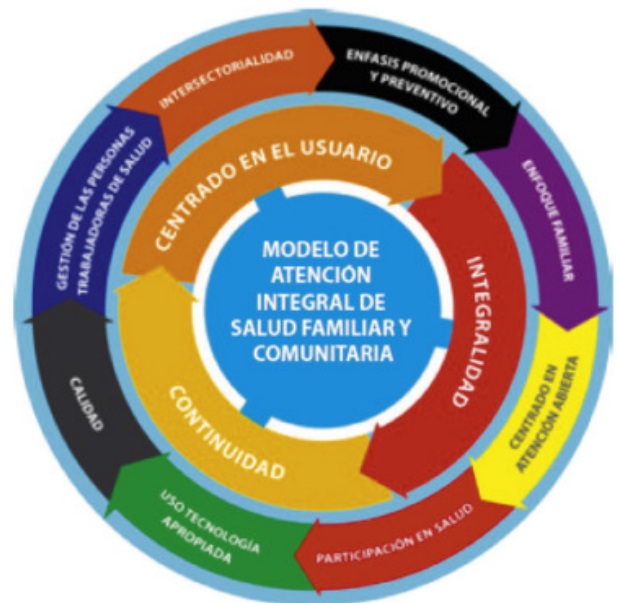 MODELO DE
ATENCIÓN
INTEGRAL DE
SALUD FAMILIAR Y
COMUNITARIA
CENTRADO EN EL USUARIO
INTEGRALIDAD
CONTINUIDAD
INTERSECTORIALIDAD
ENFASIS PROMOCIONAL
Y PREVENTIVO
ENFOQUE FAMILIAR
CENTRADO EN
ATENCIÓN ABIERTA
PARTICIPACIÓN EN SALUD
USO TECNOLOGÍA
APROPIADA
CALIDAD
GESTIÓN DE LAS PERSONAS
TRABAJADORAS DE SALUD